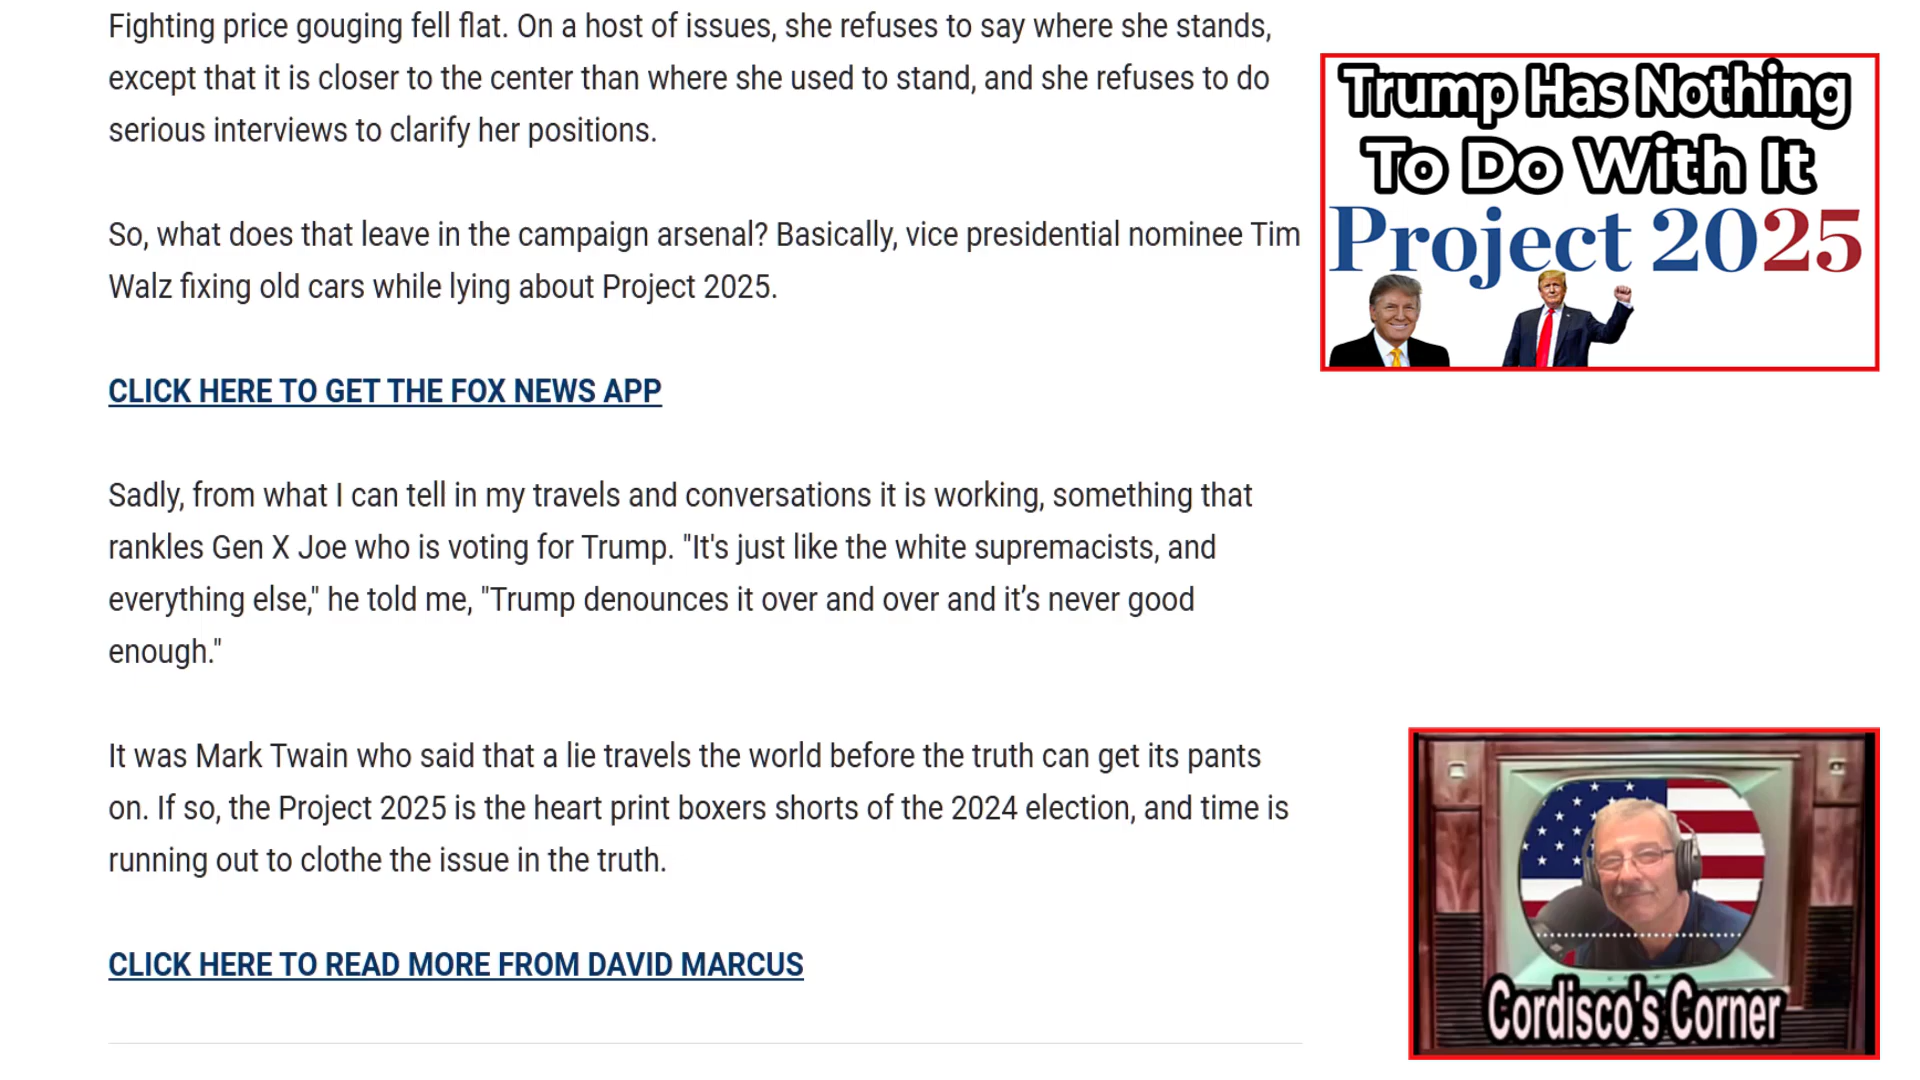 Fighting price gouging fell flat. On a host of issues, she refuses to say where she stands,
except that it is closer to the center than where she used to stand, and she refuses to do
serious interviews to clarify her positions.
So, what does that leave in the campaign arsenal? Basically, vice presidential nominee Tim
Walz fixing old cars while lying about Project 2025.
CLICK HERE TO GET THE FOX NEWS APP
Sadly, from what I can tell in my travels and conversations it is working, something that
rankles Gen X Joe who is voting for Trump. "It's just like the white supremacists, and
everything else," he told me, "Trump denounces it over and over and it’s never good
enough."
It was Mark Twain who said that a lie travels the world before the truth can get its pants
on. If so, the Project 2025 is the heart print boxers shorts of the 2024 election, and time is
running out to clothe the issue in the truth.
CLICK HERE TO READ MORE FROM DAVID MARCUS
Trump Has Nothing
To Do With It
Project 2025
Cordisco's Corner